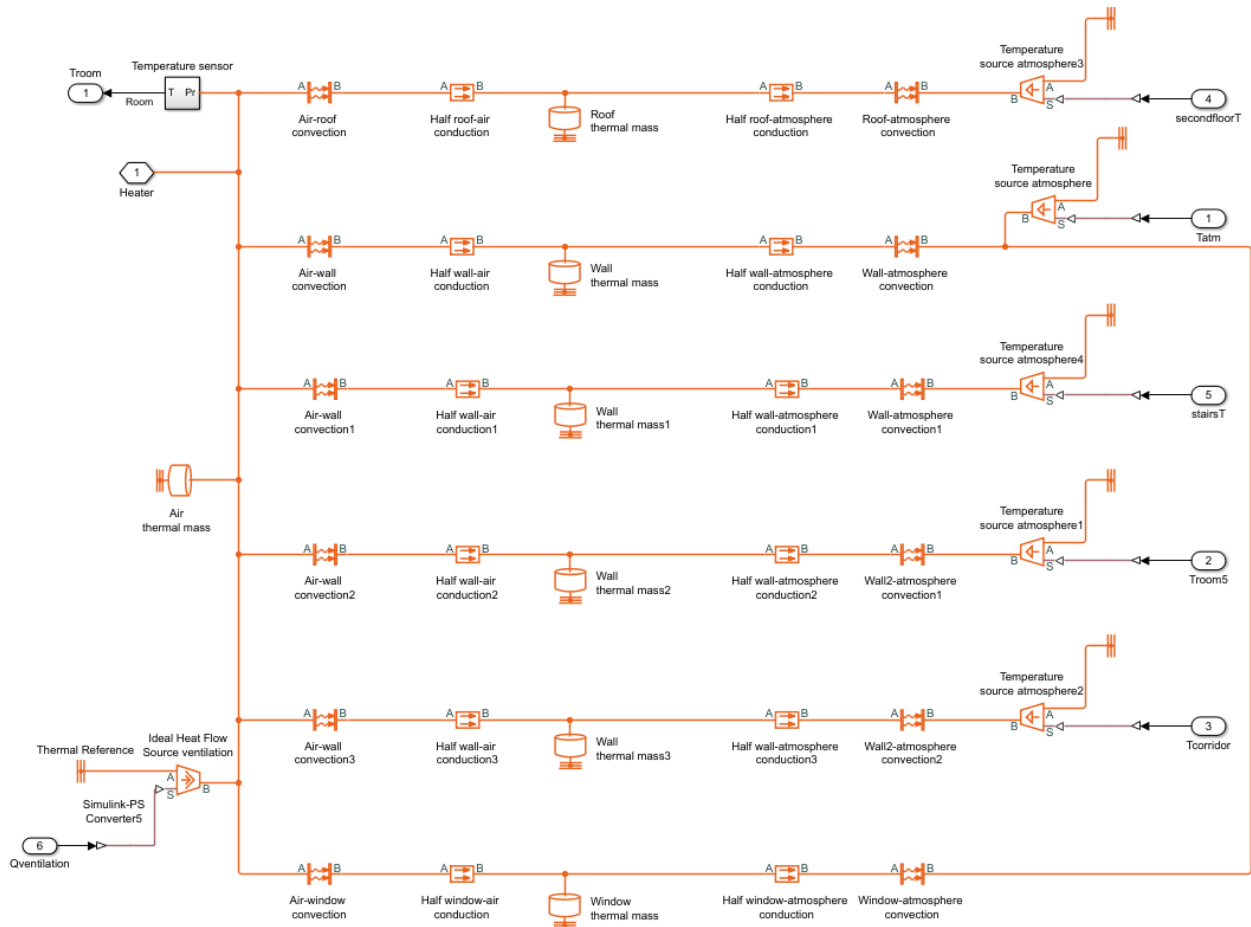 Temperature
source atmosphere3
A
B
S
4
secondfloorT
Troom
1
Room
Temperature sensor
T Pr
A B
Air-roof
convection
A B
Half roof-air
conduction
Roof
thermal mass
A B
Half roof-atmosphere
conduction
A B
Roof-atmosphere
convection
1
Heater
Temperature
source atmosphere
A
B
S
1
Tatm
A B
Air-wall
convection
A B
Half wall-air
conduction
Wall
thermal mass
A B
Half wall-atmosphere
conduction
A B
Wall-atmosphere
convection
Temperature
source atmosphere4
A
B
S
5
stairsT
A B
Air-wall
convection1
A B
Half wall-air
conduction1
Wall
thermal mass1
A B
Half wall-atmosphere
conduction1
A B
Wall-atmosphere
convection1
Air
thermal mass
Temperature
source atmosphere1
A
B
S
2
Troom5
A B
Air-wall
convection2
A B
Half wall-air
conduction2
Wall
thermal mass2
A B
Half wall-atmosphere
conduction2
A B
Wall2-atmosphere
convection1
Temperature
source atmosphere2
A
B
S
3
Tcorridor
A B
Air-wall
convection3
A B
Half wall-air
conduction3
Wall
thermal mass3
A B
Half wall-atmosphere
conduction3
A B
Wall2-atmosphere
convection2
Thermal Reference
Ideal Heat Flow
Source ventilation
A
S
B
Simulink-PS
Converter5
6
Qventilation
A B
Air-window
convection
A B
Half window-air
conduction
Window
thermal mass
A B
Half window-atmosphere
conduction
A B
Window-atmosphere
convection